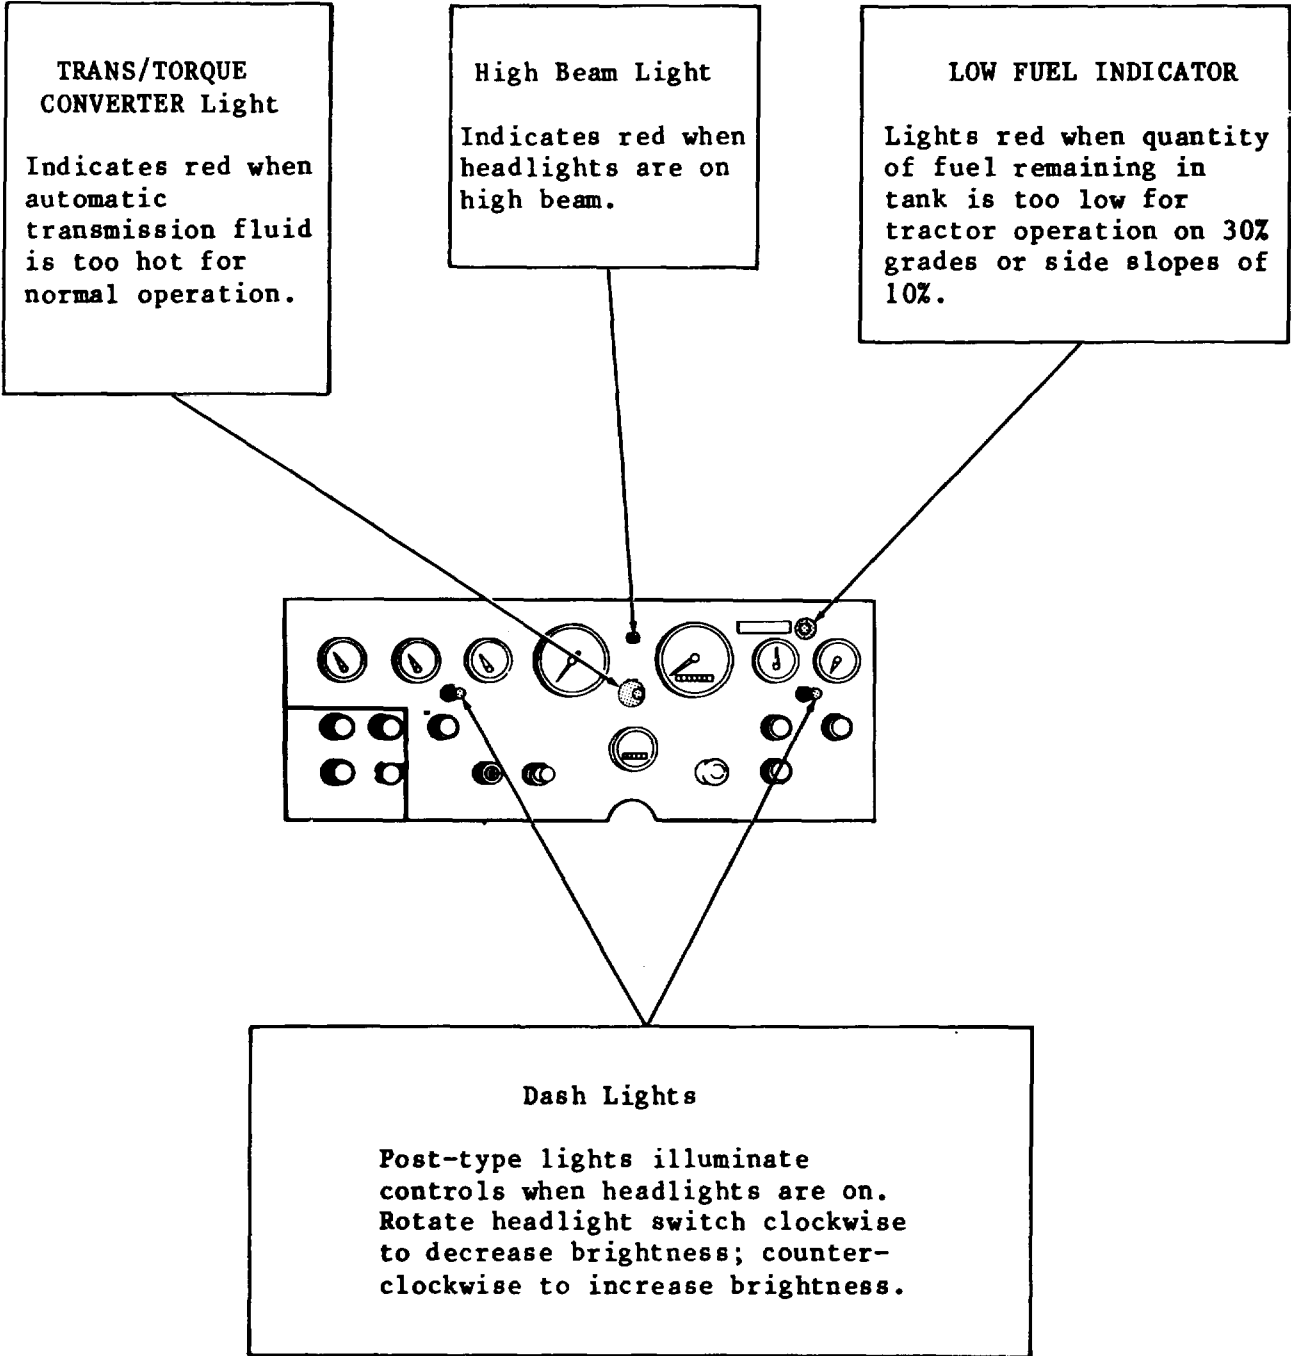 TRANS/TORQUE
CONVERTER Light
Indicates red when
automatic
transmission fluid
is too hot for
normal operation.
High Beam Light
Indicates red when
headlights are on
high beam.
LOW FUEL INDICATOR
Lights red when quantity
of fuel remaining in
tank is too low for
tractor operation on 30%
grades or side slopes of
10%.
Dash Lights
Post-type lights illuminate
controls when headlights are on.
Rotate headlight switch clockwise
to decrease brightness; counter-
clockwise to increase brightness.